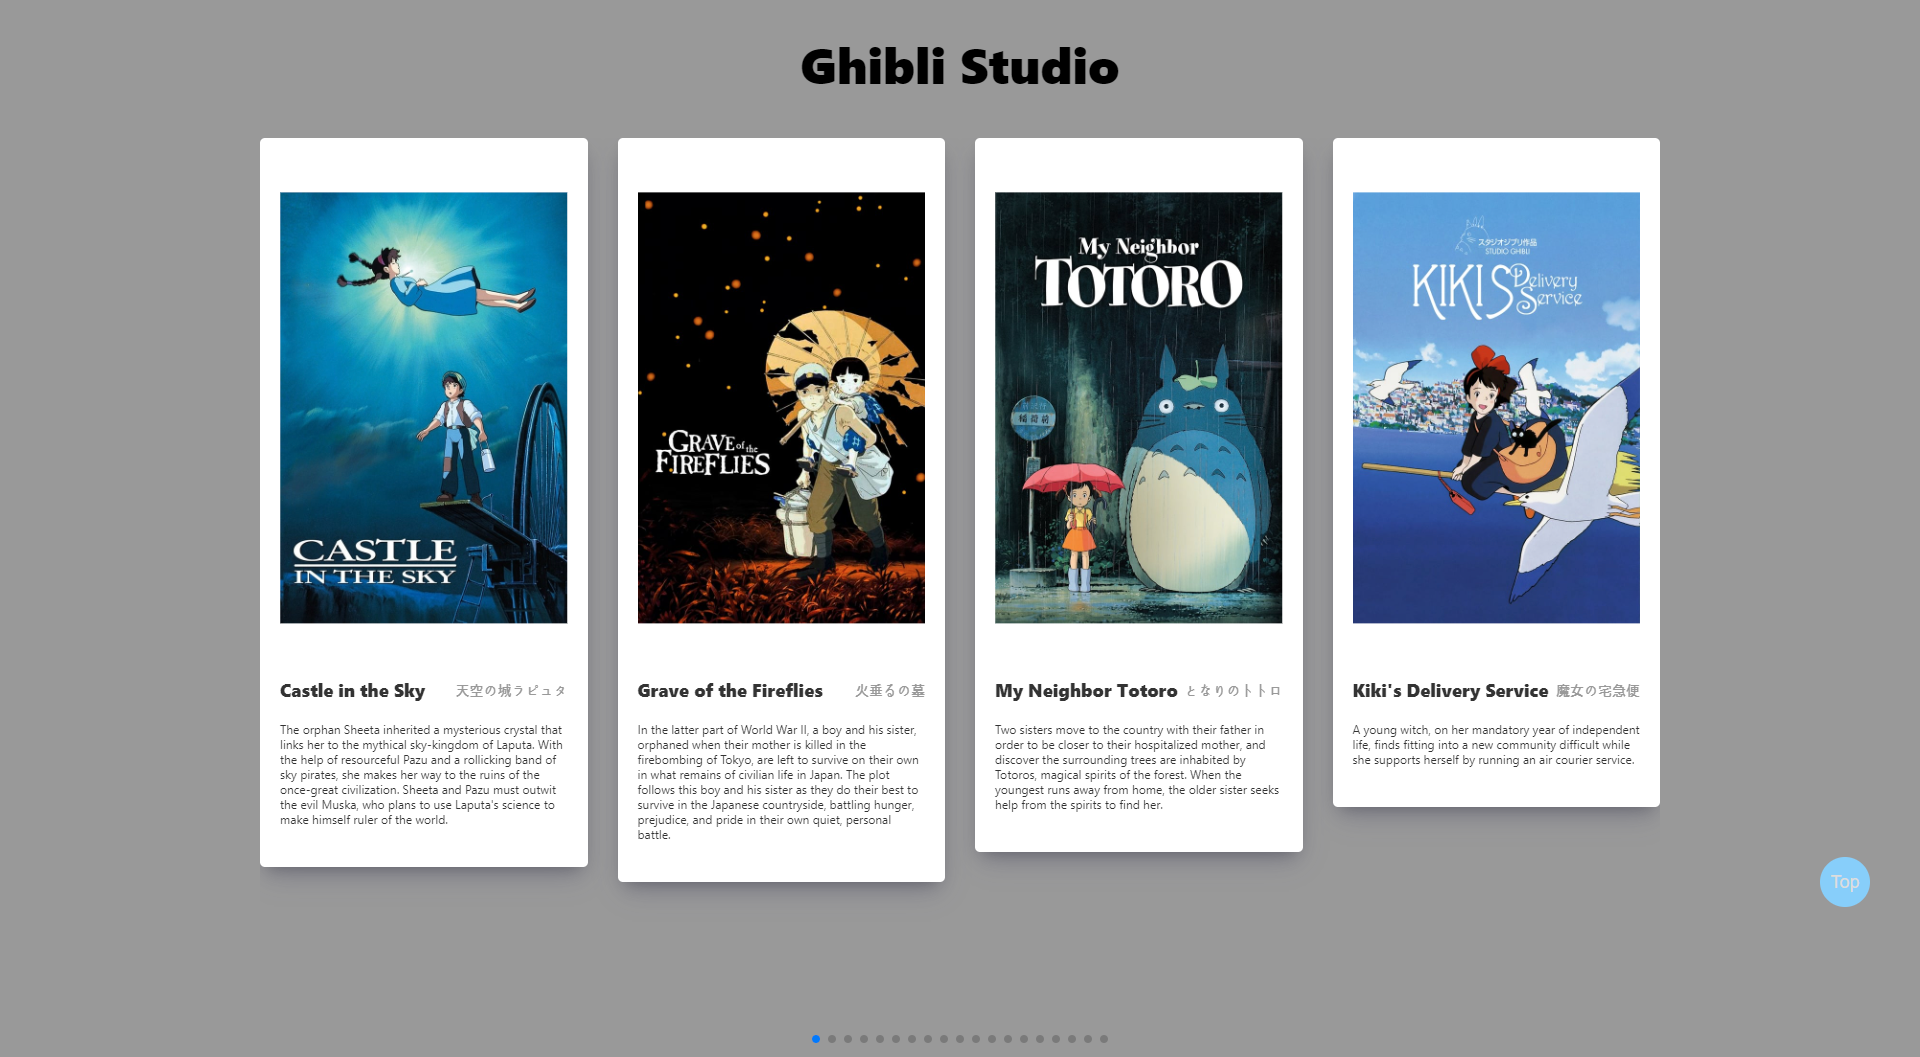 Ghibli Studio
CASTLE
IN THE SKY
Castle in the Sky 天空の城ラピュタ
The orphan Sheeta inherited a mysterious crystal that
links her to the mythical sky-kingdom of Laputa. With
the help of resourceful Pazu and a rollicking band of
sky pirates, she makes her way to the ruins of the
once-great civilization. Sheeta and Pazu must outwit
the evil Muska, who plans to use Laputa's science to
make himself ruler of the world.
GRAVE of the
FIREFLIES
Grave of the Fireflies 火垂るの墓
In the latter part of World War II, a boy and his sister,
orphaned when their mother is killed in the
firebombing of Tokyo, are left to survive on their own
in what remains of civilian life in Japan. The plot
follows this boy and his sister as they do their best to
survive in the Japanese countryside, battling hunger,
prejudice, and pride in their own quiet, personal
battle.
My Neighbor
TOTORO
稲荷前
My Neighbor Totoro となりのトトロ
Two sisters move to the country with their father in
order to be closer to their hospitalized mother, and
discover the surrounding trees are inhabited by
Totoros, magical spirits of the forest. When the
youngest runs away from home, the older sister seeks
help from the spirits to find her.
スタジオジブリ作品
STUDIO GHIBLI
KIKI'S Delivery
Service
Kiki's Delivery Service 魔女の宅急便
A young witch, on her mandatory year of independent
life, finds fitting into a new community difficult while
she supports herself by running an air courier service.
Top